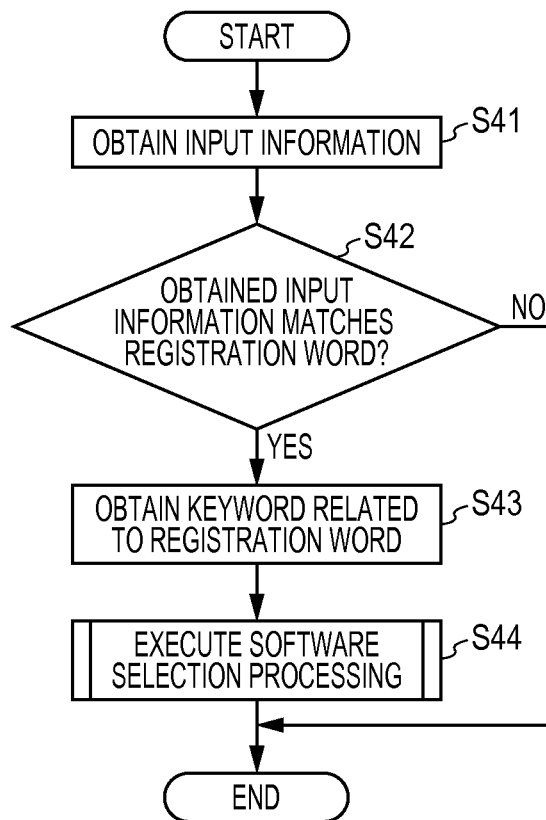 START
OBTAIN INPUT INFORMATION
S41
S42
OBTAINED INPUT
INFORMATION MATCHES
REGISTRATION WORD?
NO
YES
OBTAIN KEYWORD RELATED
TO REGISTRATION WORD
S43
EXECUTE SOFTWARE
SELECTION PROCESSING
S44
END